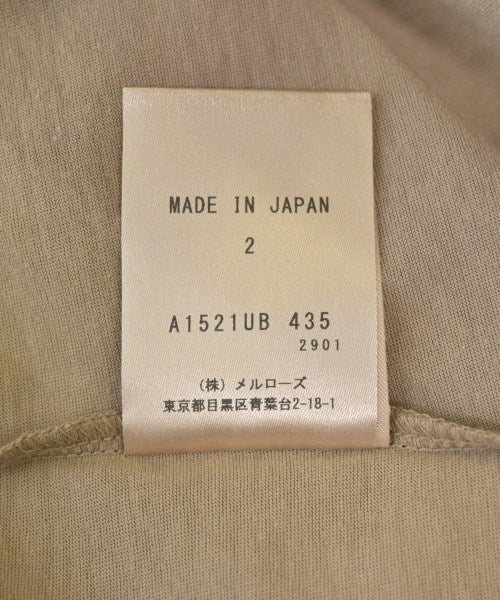 MADE IN JAPAN
2
A1521UB 435
2901
(株) メルローズ
東京都目黒区青葉台2-18-1